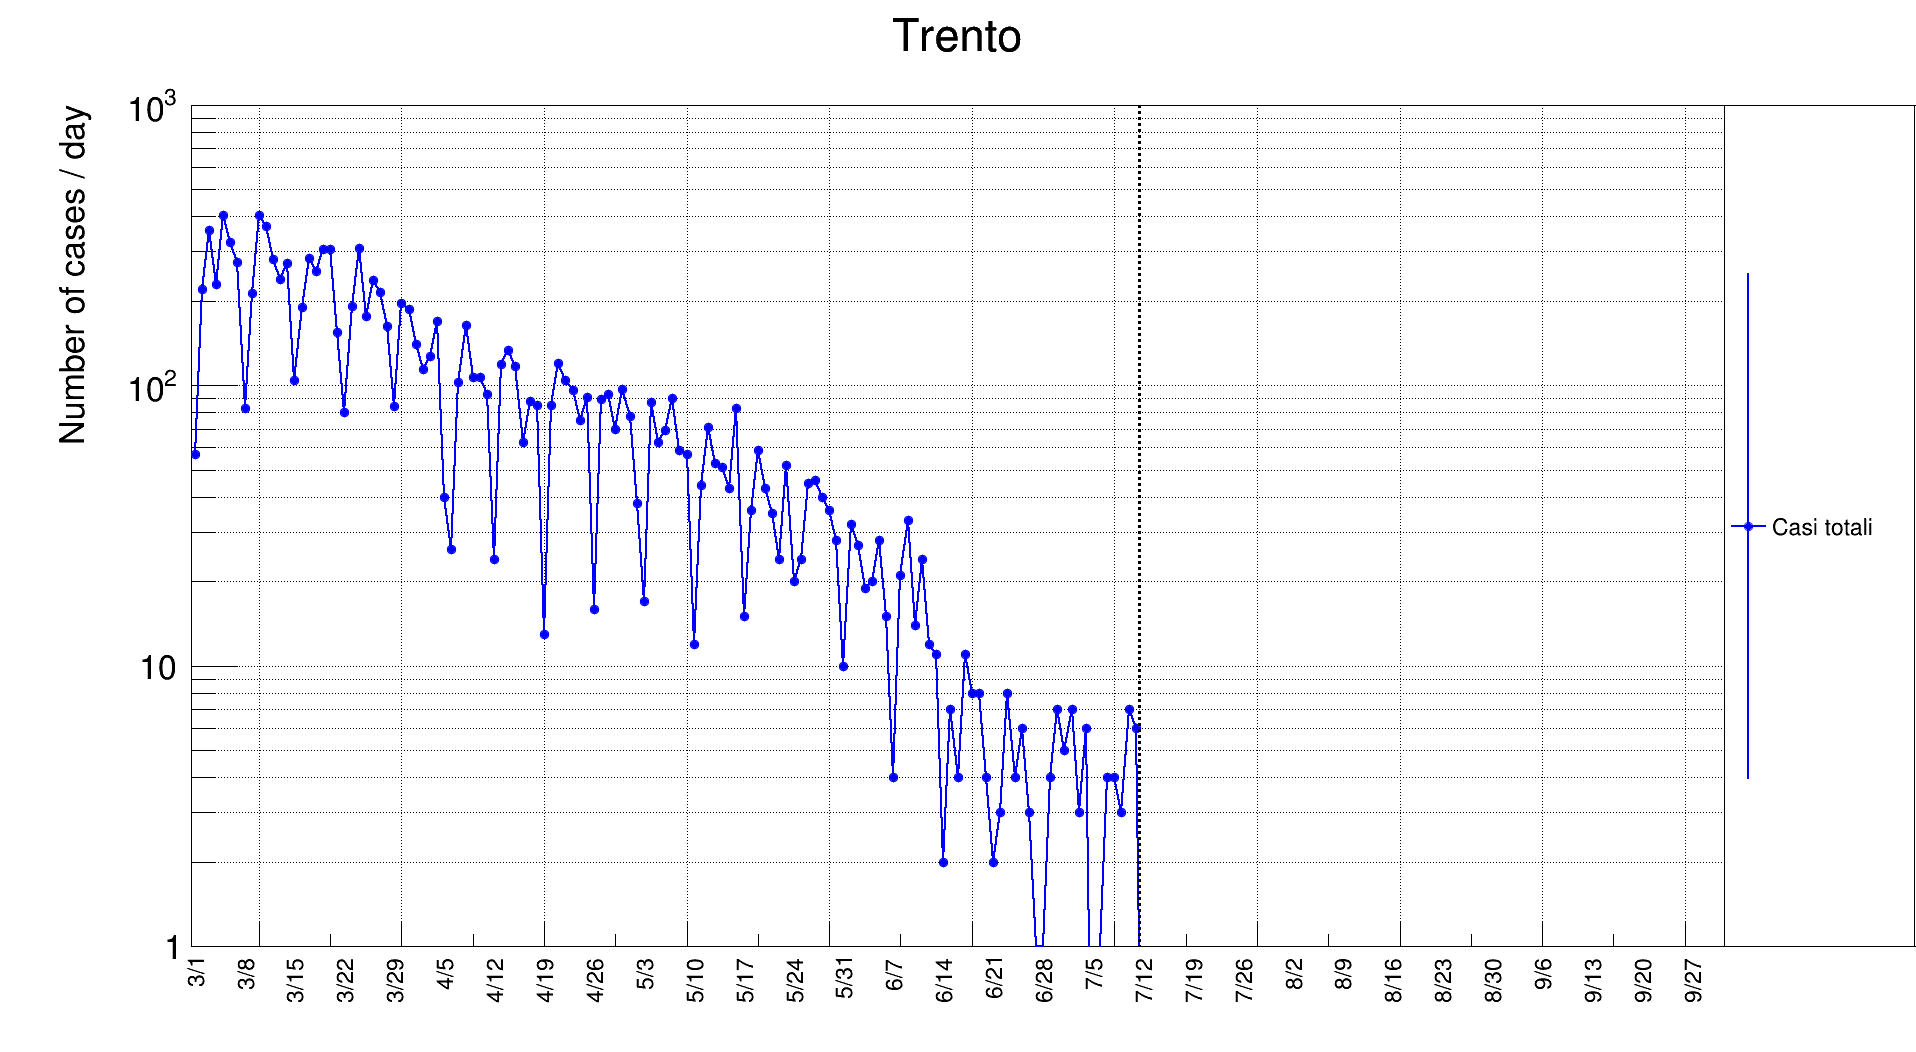 Trento
Number of cases / day
10³
10²
10
1
3/1 3/8 3/15 3/22 3/29 4/5 4/12 4/19 4/26 5/3 5/10 5/17 5/24 5/31 6/7 6/14 6/21 6/28 7/5 7/12 7/19 7/26 8/2 8/9 8/16 8/23 8/30 9/6 9/13 9/20 9/27
Casi totali